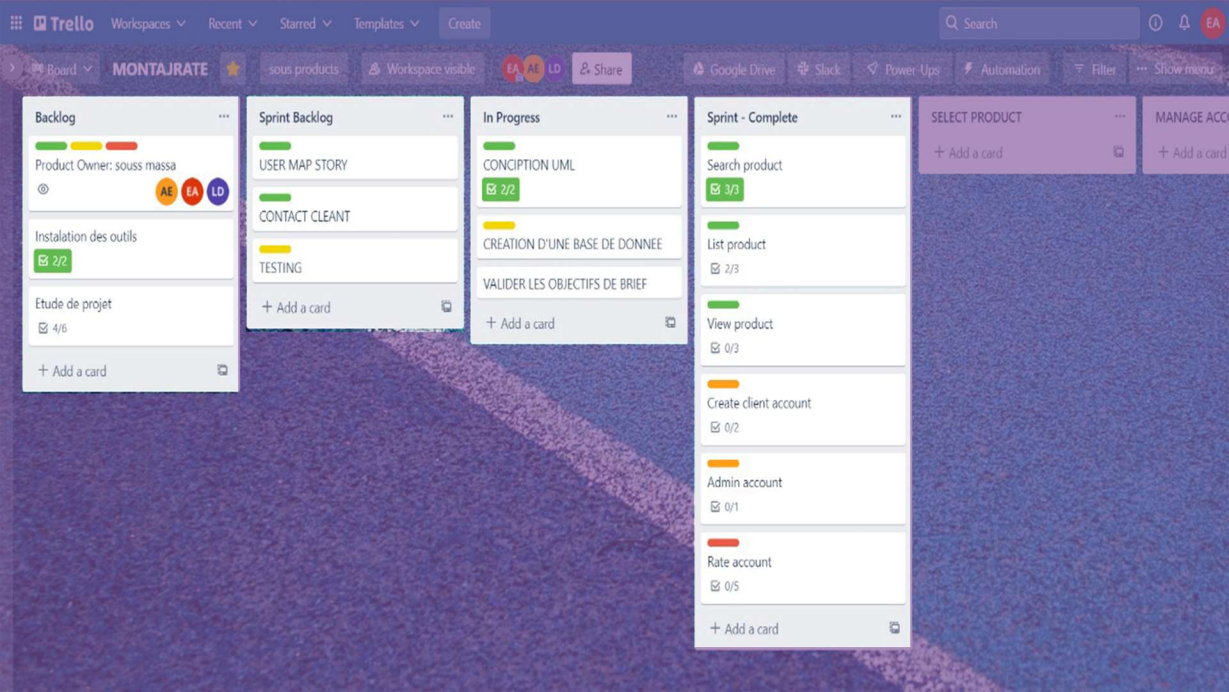 Trello Workspaces Recent Starred Templates Create Search EA
Board MONTAJRATE sous products Workspace visible EA AE LD Share Google Drive Slack Power-Ups Automation Filter ··· Show menu
Backlog ···
Product Owner: souss massa
AE EA LD
Instalation des outils
2/2
Etude de projet
4/6
+ Add a card
Sprint Backlog ···
USER MAP STORY
CONTACT CLEANT
TESTING
+ Add a card
In Progress ···
CONCIPTION UML
2/2
CREATION D'UNE BASE DE DONNEE
VALIDER LES OBJECTIFS DE BRIEF
+ Add a card
Sprint - Complete ···
Search product
3/3
List product
2/3
View product
0/3
Create client account
0/2
Admin account
0/1
Rate account
0/5
+ Add a card
SELECT PRODUCT ···
+ Add a card
MANAGE ACCO
+ Add a card